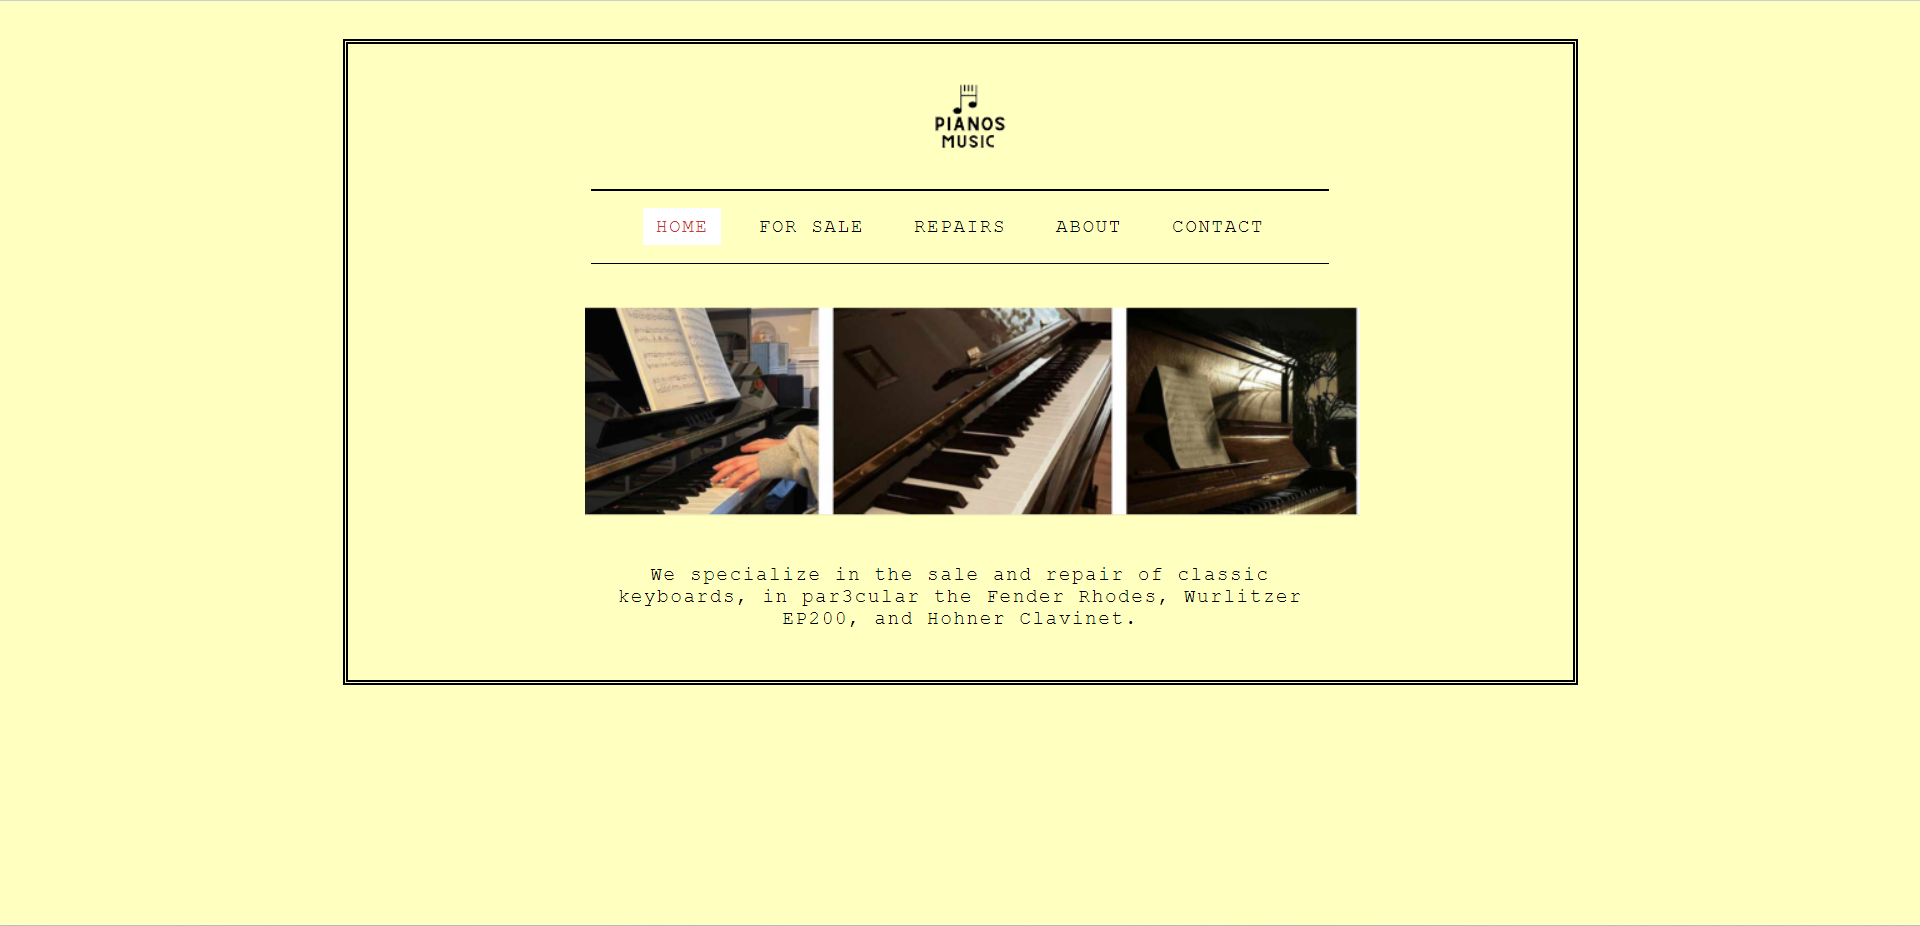 PIANOS
MUSIC
HOME FOR SALE REPAIRS ABOUT CONTACT
We specialize in the sale and repair of classic
keyboards, in par3cular the Fender Rhodes, Wurlitzer
EP200, and Hohner Clavinet.